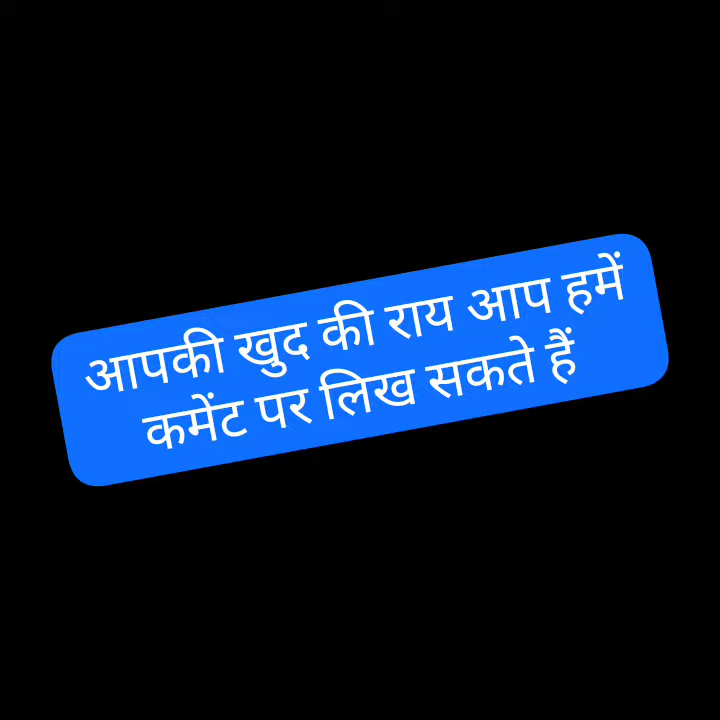 आपकी खुद की राय आप हमें
कमेंट पर लिख सकते हैं